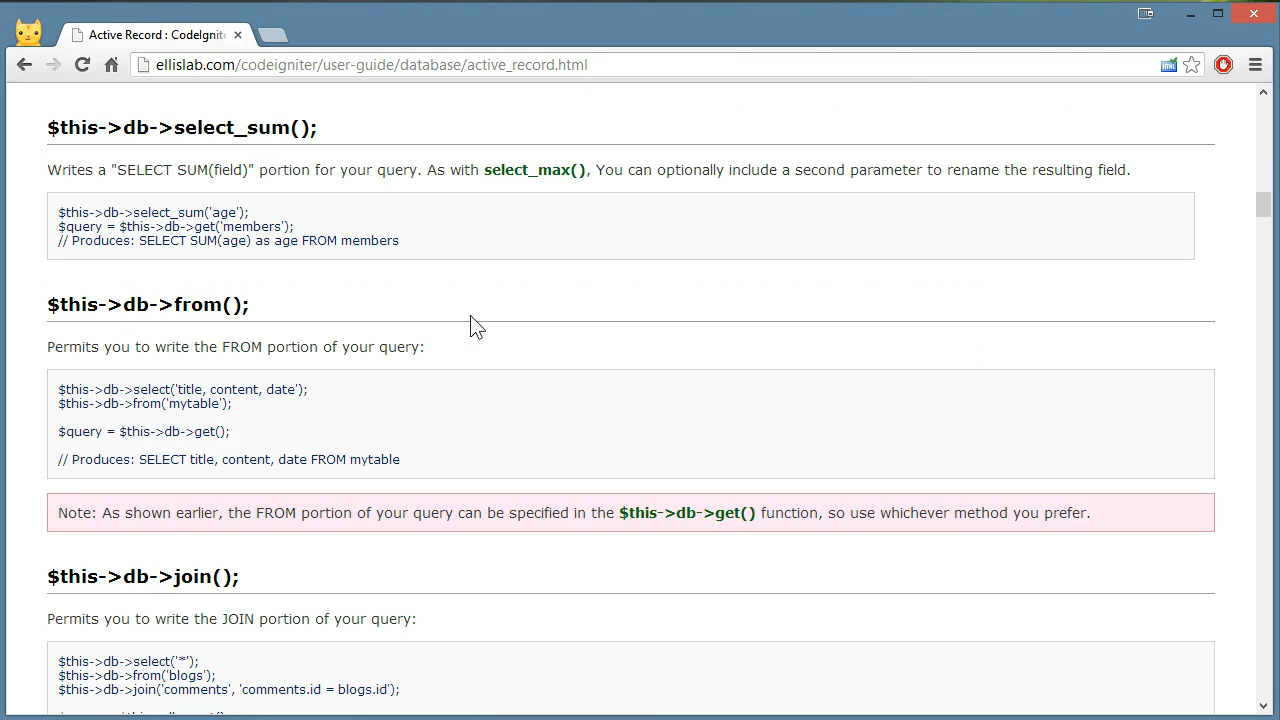 Active Record : CodeIgnite
ellislab.com/codeigniter/user-guide/database/active_record.html
$this->db->select_sum();
Writes a "SELECT SUM(field)" portion for your query. As with select_max(), You can optionally include a second parameter to rename the resulting field.
$this->db->select_sum('age');
$query = $this->db->get('members');
// Produces: SELECT SUM(age) as age FROM members
$this->db->from();
Permits you to write the FROM portion of your query:
$this->db->select('title, content, date');
$this->db->from('mytable');
$query = $this->db->get();
// Produces: SELECT title, content, date FROM mytable
Note: As shown earlier, the FROM portion of your query can be specified in the $this->db->get() function, so use whichever method you prefer.
$this->db->join();
Permits you to write the JOIN portion of your query:
$this->db->select('*');
$this->db->from('blogs');
$this->db->join('comments', 'comments.id = blogs.id');